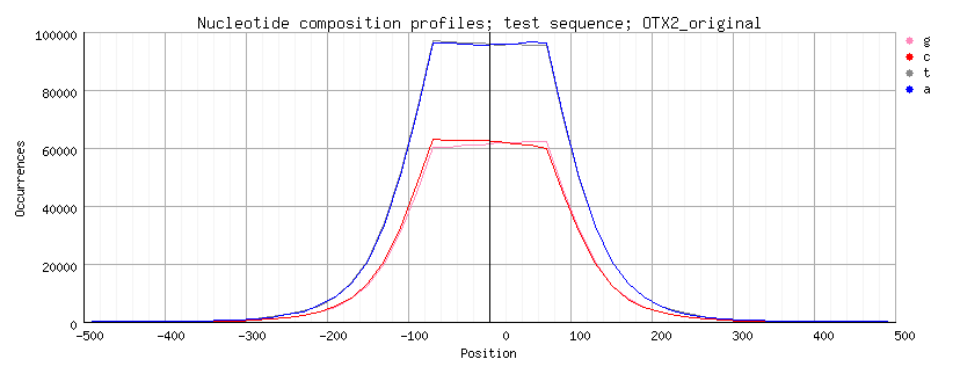 Nucleotide composition profiles; test sequence; OTX2_original
100000
80000
60000
40000
20000
0
Occurrences
-500 -400 -300 -200 -100 0 100 200 300 400 500
Position
g
c
t
a